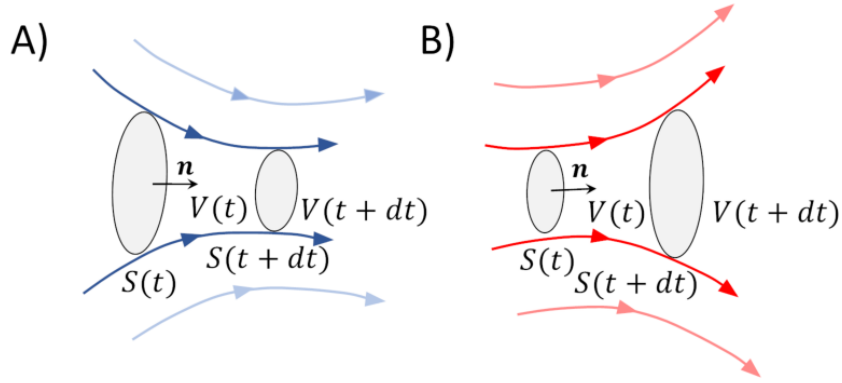 A)
n
V(t)
V(t + dt)
S(t + dt)
S(t)
B)
n
V(t)
V(t + dt)
S(t)
S(t + dt)